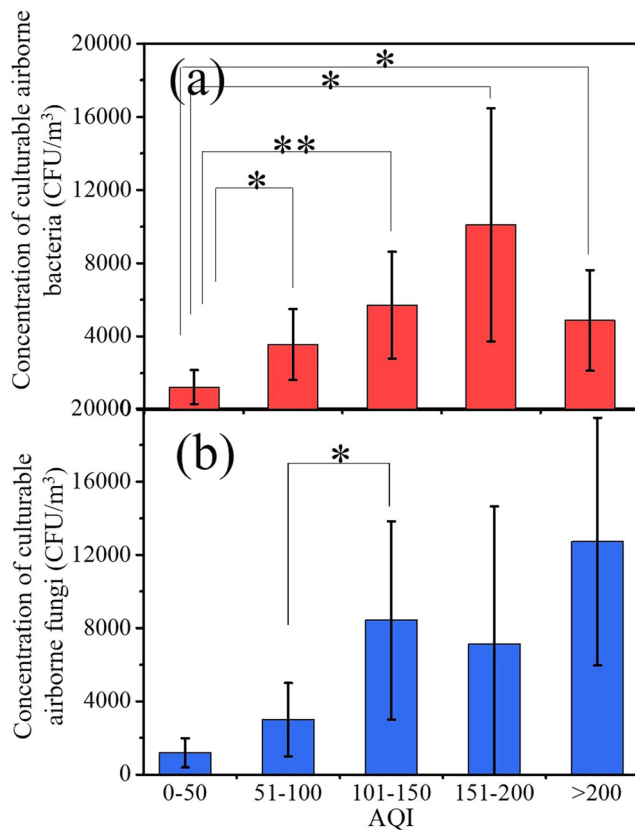 20000
16000
12000
8000
4000
20000 0
Concentration of culturable airborne
bacteria (CFU/m³)
(a)
*
*
**
*
16000
12000
8000
4000
0
Concentration of culturable
airborne fungi (CFU/m³)
(b)
*
0-50 51-100 101-150 151-200 >200
AQI